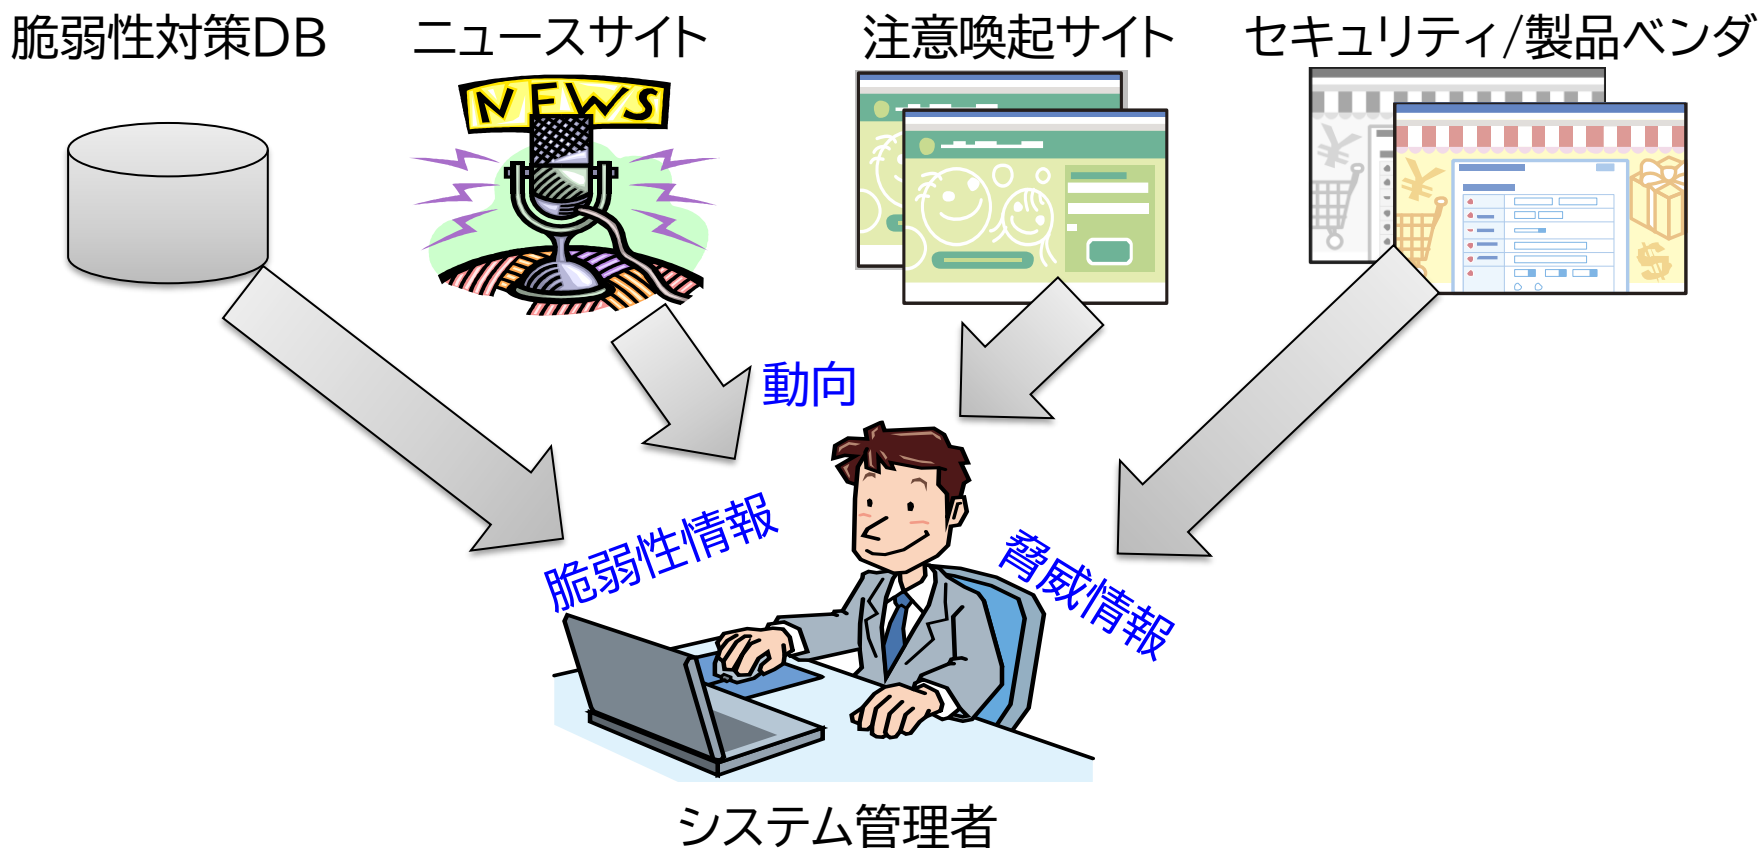 脆弱性対策DB
ニュースサイト
注意喚起サイト
セキュリティ/製品ベンダ
NEWS
動向
脆弱性情報
脅威情報
システム管理者